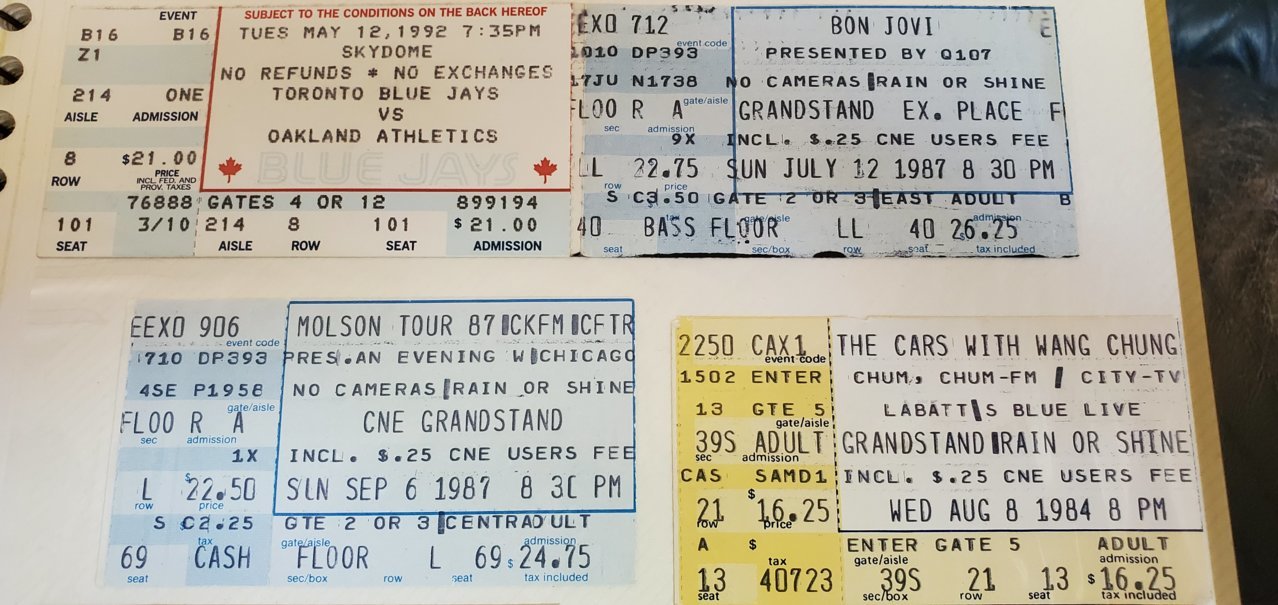 EVENT
B16 B16
Z1
214 ONE
AISLE ADMISSION
8 $21.00
ROW PRICE
INCL. FED. AND
PROV. TAXES
76888
101 3/10
SEAT
SUBJECT TO THE CONDITIONS ON THE BACK HEREOF
TUES MAY 12,1992 7:35PM
SKYDOME
NO REFUNDS * NO EXCHANGES
TORONTO BLUE JAYS
VS
OAKLAND ATHLETICS
BLUE JAYS
GATES 4 OR 12 899194
214 8 101 $21.00
AISLE ROW SEAT ADMISSION
EEXO 712
event code
1010 DP393
17JU N1738
gate/aisle
FLOO R A
sec admission
9X
LL 22.75
row price
S C3.50
tax
40 BASS
seat
BON JOVI E
PRESENTED BY Q107
NO CAMERAS RAIN OR SHINE
GRANDSTAND EX. PLACE F
INCL. $.25 CNE USERS FEE
SUN JULY 12 1987 8 30 PM
GATE 2 OR 3 EAST ADULT B
gate/aisle admission
FLOOR LL 40 26.25
sec/box row seat tax included
EEXO 906
event code
1710 DP393
4SE P1958
gate/aisle
FLOO R A
sec admission
1X
L $22.50
row price
S C2.25
tax
69 CASH
seat
MOLSON TOUR 87 CKFM CFTR
PRES.AN EVENING W CHICAGO
NO CAMERAS RAIN OR SHINE
CNE GRANDSTAND
INCL. $.25 CNE USERS FEE
SUN SEP 6 1987 8 30 PM
GTE 2 OR 3 CENTRADULT
gate/aisle admission
FLOOR L 69 $24.75
sec/box row seat tax included
2250 CAX1
event code
1502 ENTER
13 GTE 5
gate/aisle
39S ADULT
sec admission
CAS SAMD1
21 $16.25
row price
A $
tax
13 40723
seat
THE CARS WITH WANG CHUNG
CHUM, CHUM-FM / CITY-TV
LABATT\S BLUE LIVE
GRANDSTAND RAIN OR SHINE
INCL. $.25 CNE USERS FEE
WED AUG 8 1984 8 PM
ENTER GATE 5 ADULT
gate/aisle admission
39S 21 13 $16.25
sec/box row seat tax included